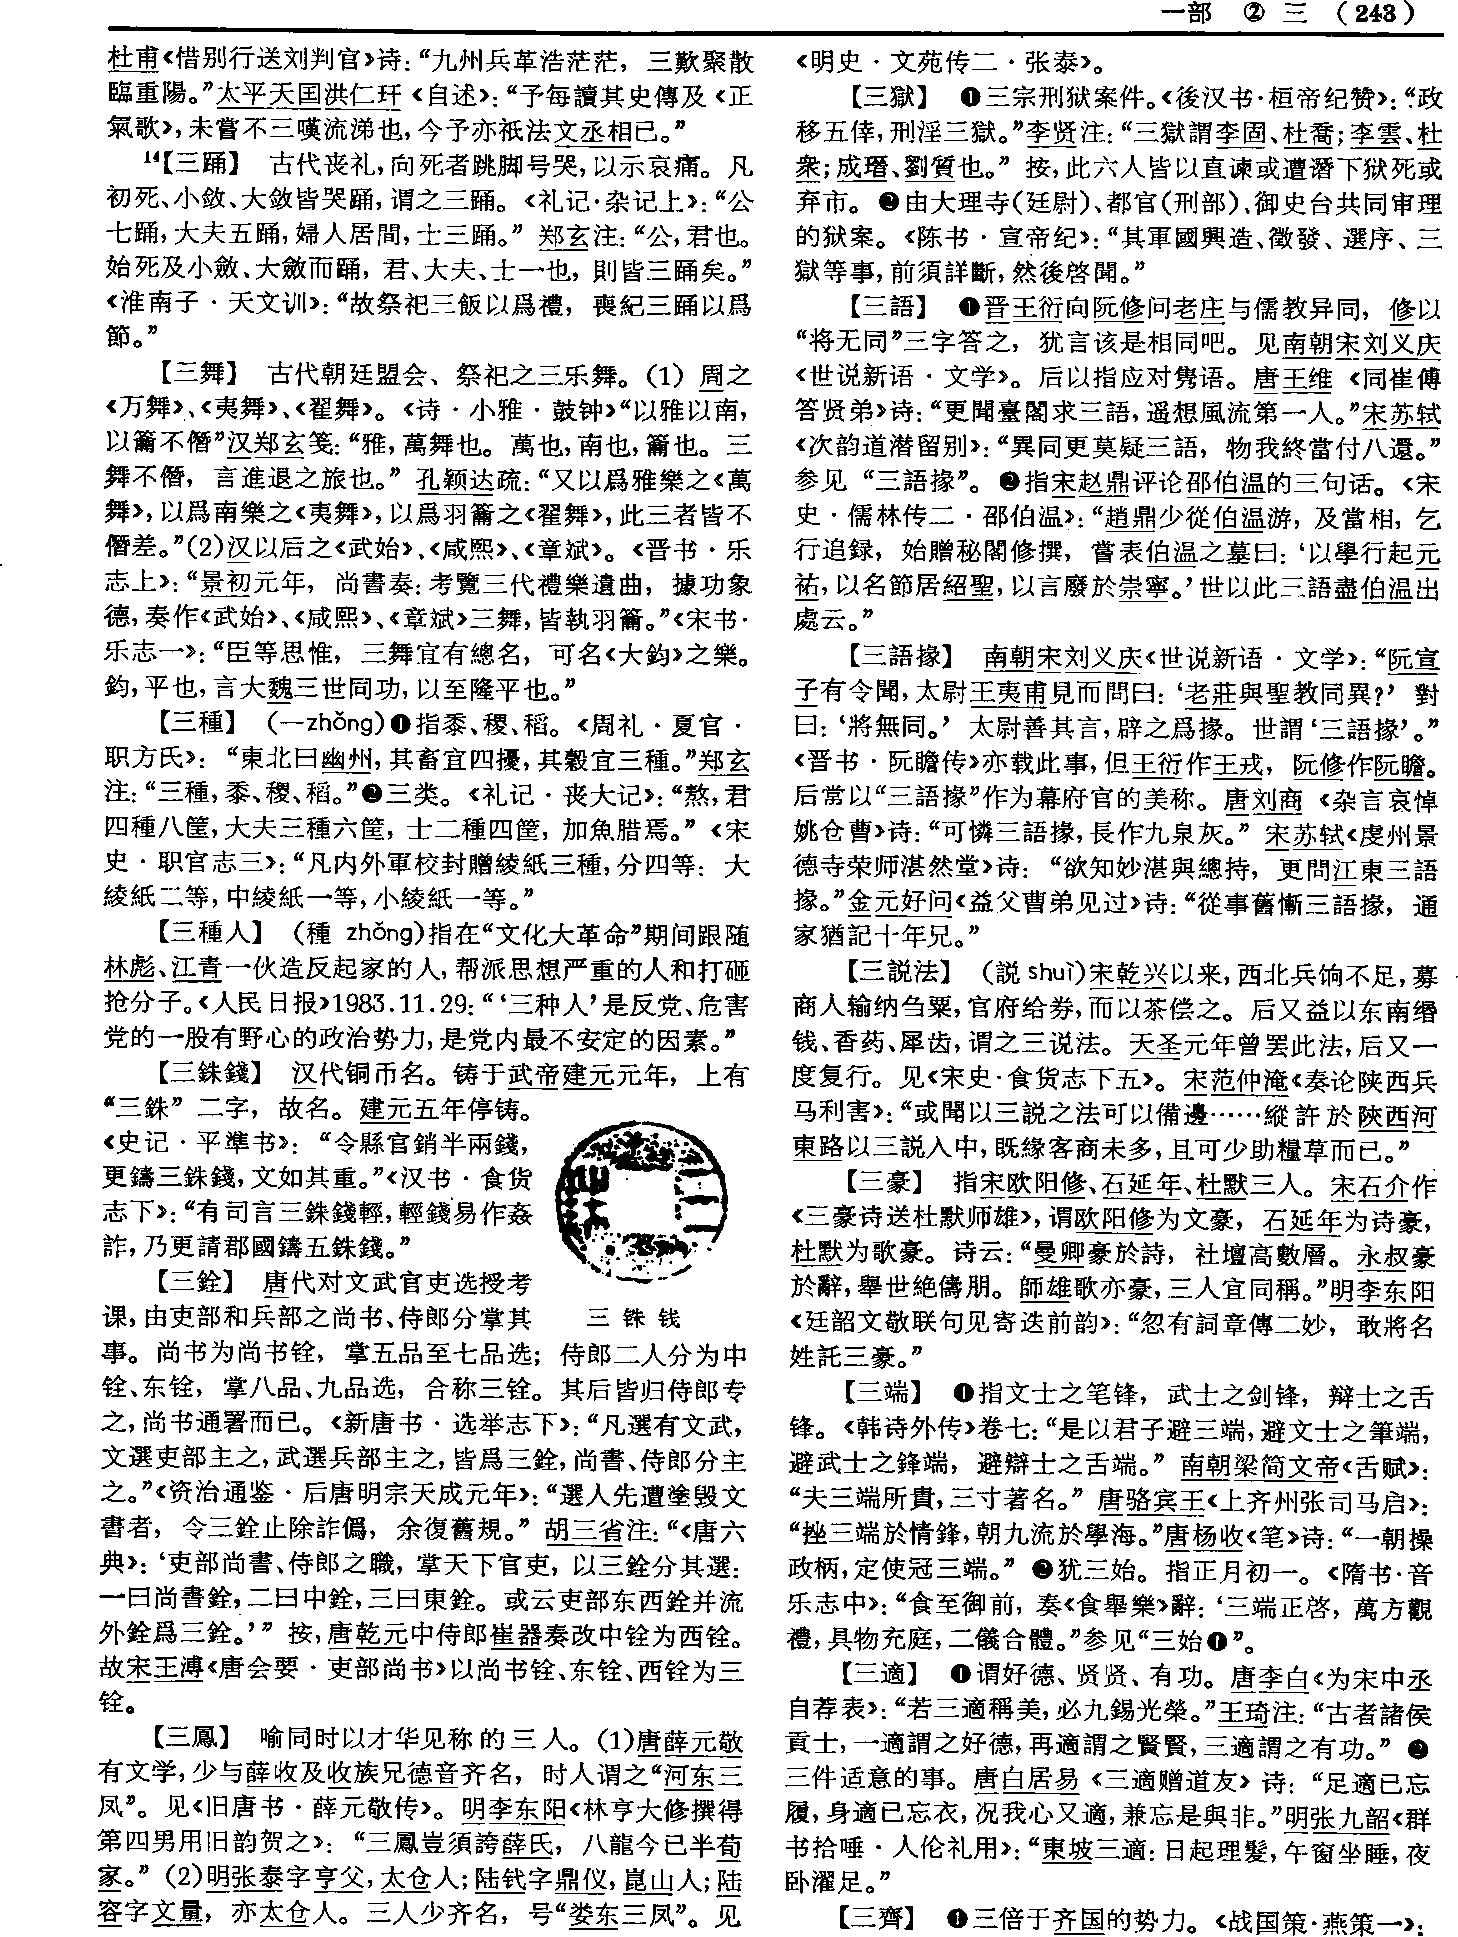 一部 ② 三 （243）
杜甫《惜别行送刘判官》诗：“九州兵革浩茫茫，三歎聚散
臨重陽。”太平天囯洪仁玕《自述》：“予每讀其史傳及《正
氣歌》，未嘗不三嘆流涕也，今予亦祇法文丞相已。”
14【三踊】 古代丧礼，向死者跳脚号哭，以示哀痛。凡
初死、小敛、大敛皆哭踊，谓之三踊。《礼记·杂记上》：“公
七踊，大夫五踊，婦人居間，士三踊。”郑玄注：“公，君也。
始死及小斂、大斂而踊，君、大夫、士一也，則皆三踊矣。”
《淮南子·天文训》：“故祭祀三飯以爲禮，喪紀三踊以爲
節。”
【三舞】 古代朝廷盟会、祭祀之三乐舞。（1）周之
《万舞》、《夷舞》、《翟舞》。《诗·小雅·鼓钟》“以雅以南，
以籥不僭”汉郑玄笺：“雅，萬舞也。萬也，南也，籥也。三
舞不僭，言進退之旅也。”孔颖达疏：“又以爲雅樂之《萬
舞》，以爲南樂之《夷舞》，以爲羽籥之《翟舞》，此三者皆不
僭差。”（2）汉以后之《武始》、《咸熙》、《章斌》。《晋书·乐
志上》：“景初元年，尚書奏：考覽三代禮樂遺曲，據功象
德，奏作《武始》、《咸熙》、《章斌》三舞，皆執羽籥。”《宋书·
乐志一》：“臣等思惟，三舞宜有總名，可名《大鈞》之樂。
鈞，平也，言大魏三世同功，以至隆平也。”
【三種】 （—zhǒng）❶指黍、稷、稻。《周礼·夏官·
职方氏》：“東北曰幽州，其畜宜四擾，其穀宜三種。”郑玄
注：“三種，黍、稷、稻。”❷三类。《礼记·丧大记》：“熬，君
四種八筐，大夫三種六筐，士二種四筐，加魚腊焉。”《宋
史·职官志三》：“凡内外軍校封贈綾紙三種，分四等：大
綾紙二等，中綾紙一等，小綾紙一等。”
【三種人】 （種 zhǒng）指在“文化大革命”期间跟随
林彪、江青一伙造反起家的人，帮派思想严重的人和打砸
抢分子。《人民日报》1983.11.29：“‘三种人’是反党、危害
党的一股有野心的政治势力，是党内最不安定的因素。”
【三銖錢】 汉代铜币名。铸于武帝建元元年，上有
“三銖”二字，故名。建元五年停铸。
《史记·平準书》：“令縣官銷半兩錢，
更鑄三銖錢，文如其重。”《汉书·食货
志下》：“有司言三銖錢輕，輕錢易作姦
詐，乃更請郡國鑄五銖錢。”
三 铢 钱
【三銓】 唐代对文武官吏选授考
课，由吏部和兵部之尚书、侍郎分掌其
事。尚书为尚书铨，掌五品至七品选；侍郎二人分为中
铨、东铨，掌八品、九品选，合称三铨。其后皆归侍郎专
之，尚书通署而已。《新唐书·选举志下》：“凡選有文武，
文選吏部主之，武選兵部主之，皆爲三銓，尚書、侍郎分主
之。”《资治通鉴·后唐明宗天成元年》：“選人先遭塗毁文
書者，令三銓止除詐僞，余復舊規。”胡三省注：“《唐六
典》：‘吏部尚書、侍郎之職，掌天下官吏，以三銓分其選：
一曰尚書銓，二曰中銓，三曰東銓。或云吏部东西銓并流
外銓爲三銓。’”按，唐乾元中侍郎崔器奏改中铨为西铨。
故宋王溥《唐会要·吏部尚书》以尚书铨、东铨、西铨为三
铨。
【三鳳】 喻同时以才华见称的三人。（1）唐薛元敬
有文学，少与薛收及收族兄德音齐名，时人谓之“河东三
凤”。见《旧唐书·薛元敬传》。明李东阳《林亨大修撰得
第四男用旧韵贺之》：“三鳳豈須誇薛氏，八龍今已半荀
家。”（2）明张泰字亨父，太仓人；陆釴字鼎仪，崑山人；陆
容字文量，亦太仓人。三人少齐名，号“娄东三凤”。见
《明史·文苑传二·张泰》。
【三獄】 ❶三宗刑狱案件。《後汉书·桓帝纪赞》：“政
移五倖，刑淫三獄。”李贤注：“三獄謂李固、杜喬；李雲、杜
衆；成瑨、劉質也。”按，此六人皆以直谏或遭谮下狱死或
弃市。❷由大理寺（廷尉）、都官（刑部）、御史台共同审理
的狱案。《陈书·宣帝纪》：“其軍國興造、徵發、選序、三
獄等事，前須詳斷，然後啓聞。”
【三語】 ❶晋王衍向阮修问老庄与儒教异同，修以
“将无同”三字答之，犹言该是相同吧。见南朝宋刘义庆
《世说新语·文学》。后以指应对隽语。唐王维《同崔傅
答贤弟》诗：“更聞臺閣求三語，遥想風流第一人。”宋苏轼
《次韵道潜留别》：“異同更莫疑三語，物我終當付八還。”
参见“三語掾”。❷指宋赵鼎评论邵伯温的三句话。《宋
史·儒林传二·邵伯温》：“趙鼎少從伯温游，及當相，乞
行追録，始贈秘閣修撰，嘗表伯温之墓曰：‘以學行起元
祐，以名節居紹聖，以言廢於崇寧。’世以此三語盡伯温出
處云。”
【三語掾】 南朝宋刘义庆《世说新语·文学》：“阮宣
子有令聞，太尉王夷甫見而問曰：‘老莊與聖教同異？’對
曰：‘將無同。’太尉善其言，辟之爲掾。世謂‘三語掾’。”
《晋书·阮瞻传》亦载此事，但王衍作王戎，阮修作阮瞻。
后常以“三語掾”作为幕府官的美称。唐刘商《杂言哀悼
姚仓曹》诗：“可憐三語掾，長作九泉灰。”宋苏轼《虔州景
德寺荣师湛然堂》诗：“欲知妙湛與總持，更問江東三語
掾。”金元好问《益父曹弟见过》诗：“從事舊慚三語掾，通
家猶記十年兄。”
【三説法】 （説 shuì）宋乾兴以来，西北兵饷不足，募
商人输纳刍粟，官府给券，而以茶偿之。后又益以东南缗
钱、香药、犀齿，谓之三说法。天圣元年曾罢此法，后又一
度复行。见《宋史·食货志下五》。宋范仲淹《奏论陕西兵
马利害》：“或聞以三説之法可以備邊……縱許於陝西河
東路以三説入中，既緣客商未多，且可少助糧草而已。”
【三豪】 指宋欧阳修、石延年、杜默三人。宋石介作
《三豪诗送杜默师雄》，谓欧阳修为文豪，石延年为诗豪，
杜默为歌豪。诗云：“曼卿豪於詩，社壇高數層。永叔豪
於辭，舉世絶儔朋。師雄歌亦豪，三人宜同稱。”明李东阳
《廷韶文敬联句见寄迭前韵》：“忽有詞章傳二妙，敢將名
姓託三豪。”
【三端】 ❶指文士之笔锋，武士之剑锋，辩士之舌
锋。《韩诗外传》卷七：“是以君子避三端，避文士之筆端，
避武士之鋒端，避辯士之舌端。”南朝梁简文帝《舌赋》：
“夫三端所貴，三寸著名。”唐骆宾王《上齐州张司马启》：
“挫三端於情鋒，朝九流於學海。”唐杨收《笔》诗：“一朝操
政柄，定使冠三端。”❷犹三始。指正月初一。《隋书·音
乐志中》：“食至御前，奏《食舉樂》辭：‘三端正啓，萬方觀
禮，具物充庭，二儀合體。”参见“三始❶”。
【三適】 ❶谓好德、贤贤、有功。唐李白《为宋中丞
自荐表》：“若三適稱美，必九錫光榮。”王琦注：“古者諸侯
貢士，一適謂之好德，再適謂之賢賢，三適謂之有功。”❷
三件适意的事。唐白居易《三適赠道友》诗：“足適已忘
履，身適已忘衣，况我心又適，兼忘是與非。”明张九韶《群
书拾唾·人伦礼用》：“東坡三適：日起理髮，午窗坐睡，夜
卧濯足。”
【三齊】 ❶三倍于齐国的势力。《战国策·燕策一》：